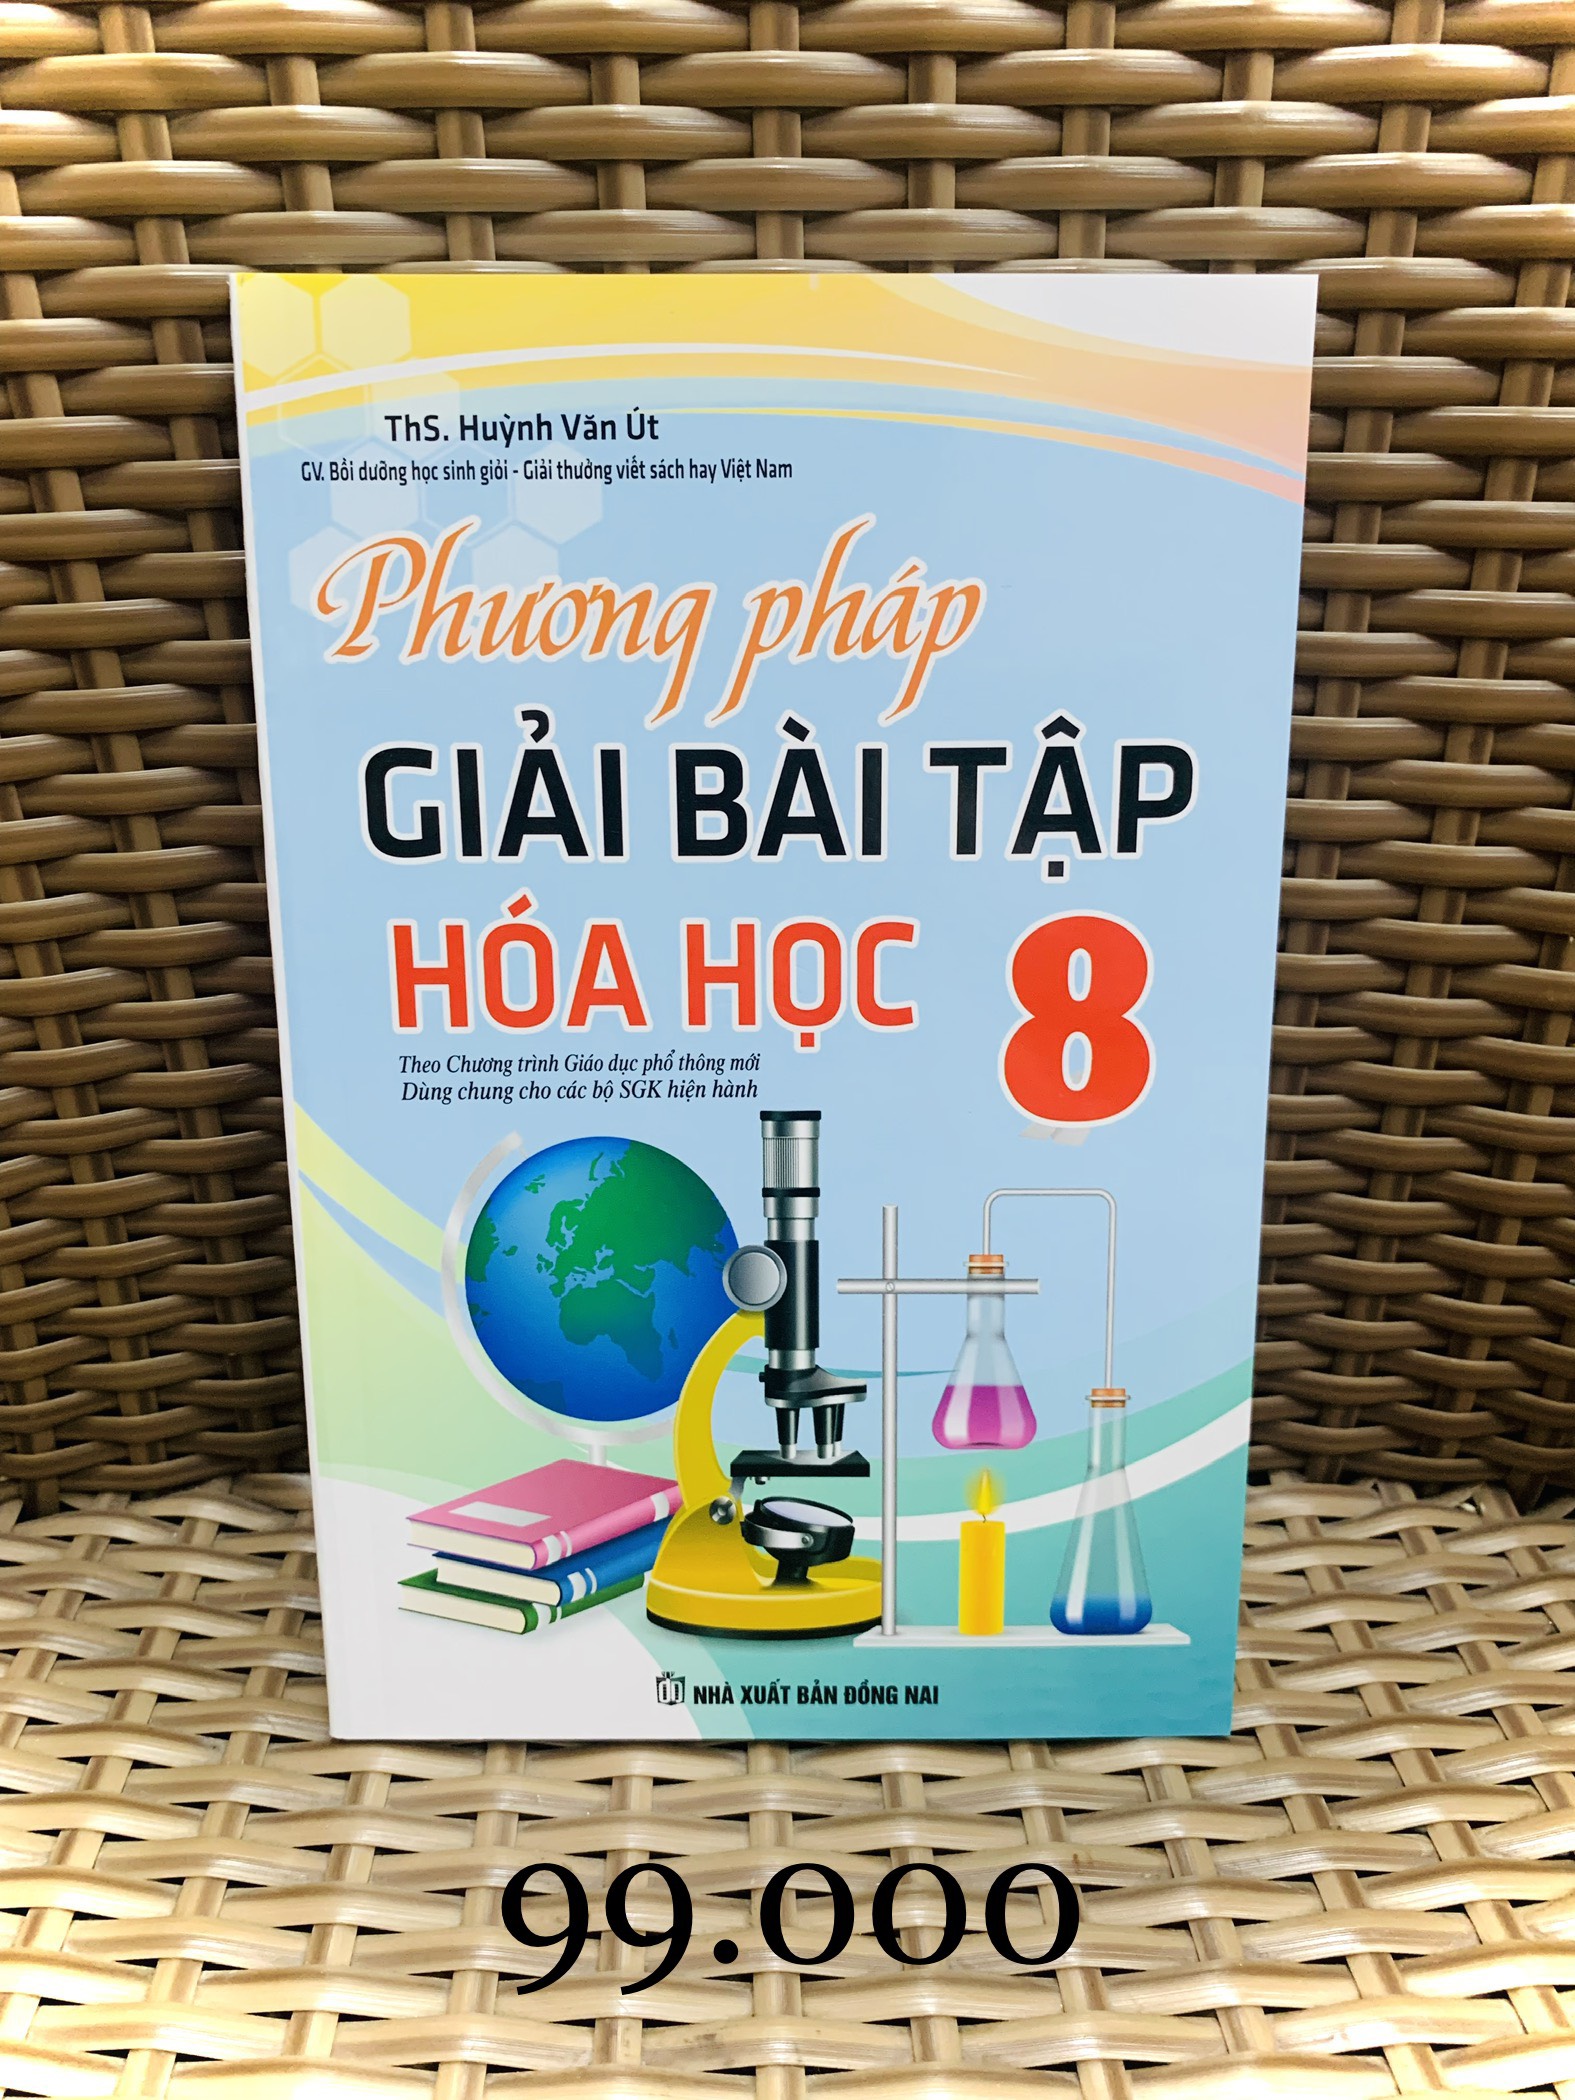 ThS. Huỳnh Văn Út
GV. Bồi dưỡng học sinh giỏi - Giải thưởng viết sách hay Việt Nam
Phương pháp
GIẢI BÀI TẬP
HÓA HỌC 8
Theo Chương trình Giáo dục phổ thông mới
Dùng chung cho các bộ SGK hiện hành
NHÀ XUẤT BẢN ĐỒNG NAI
99.000